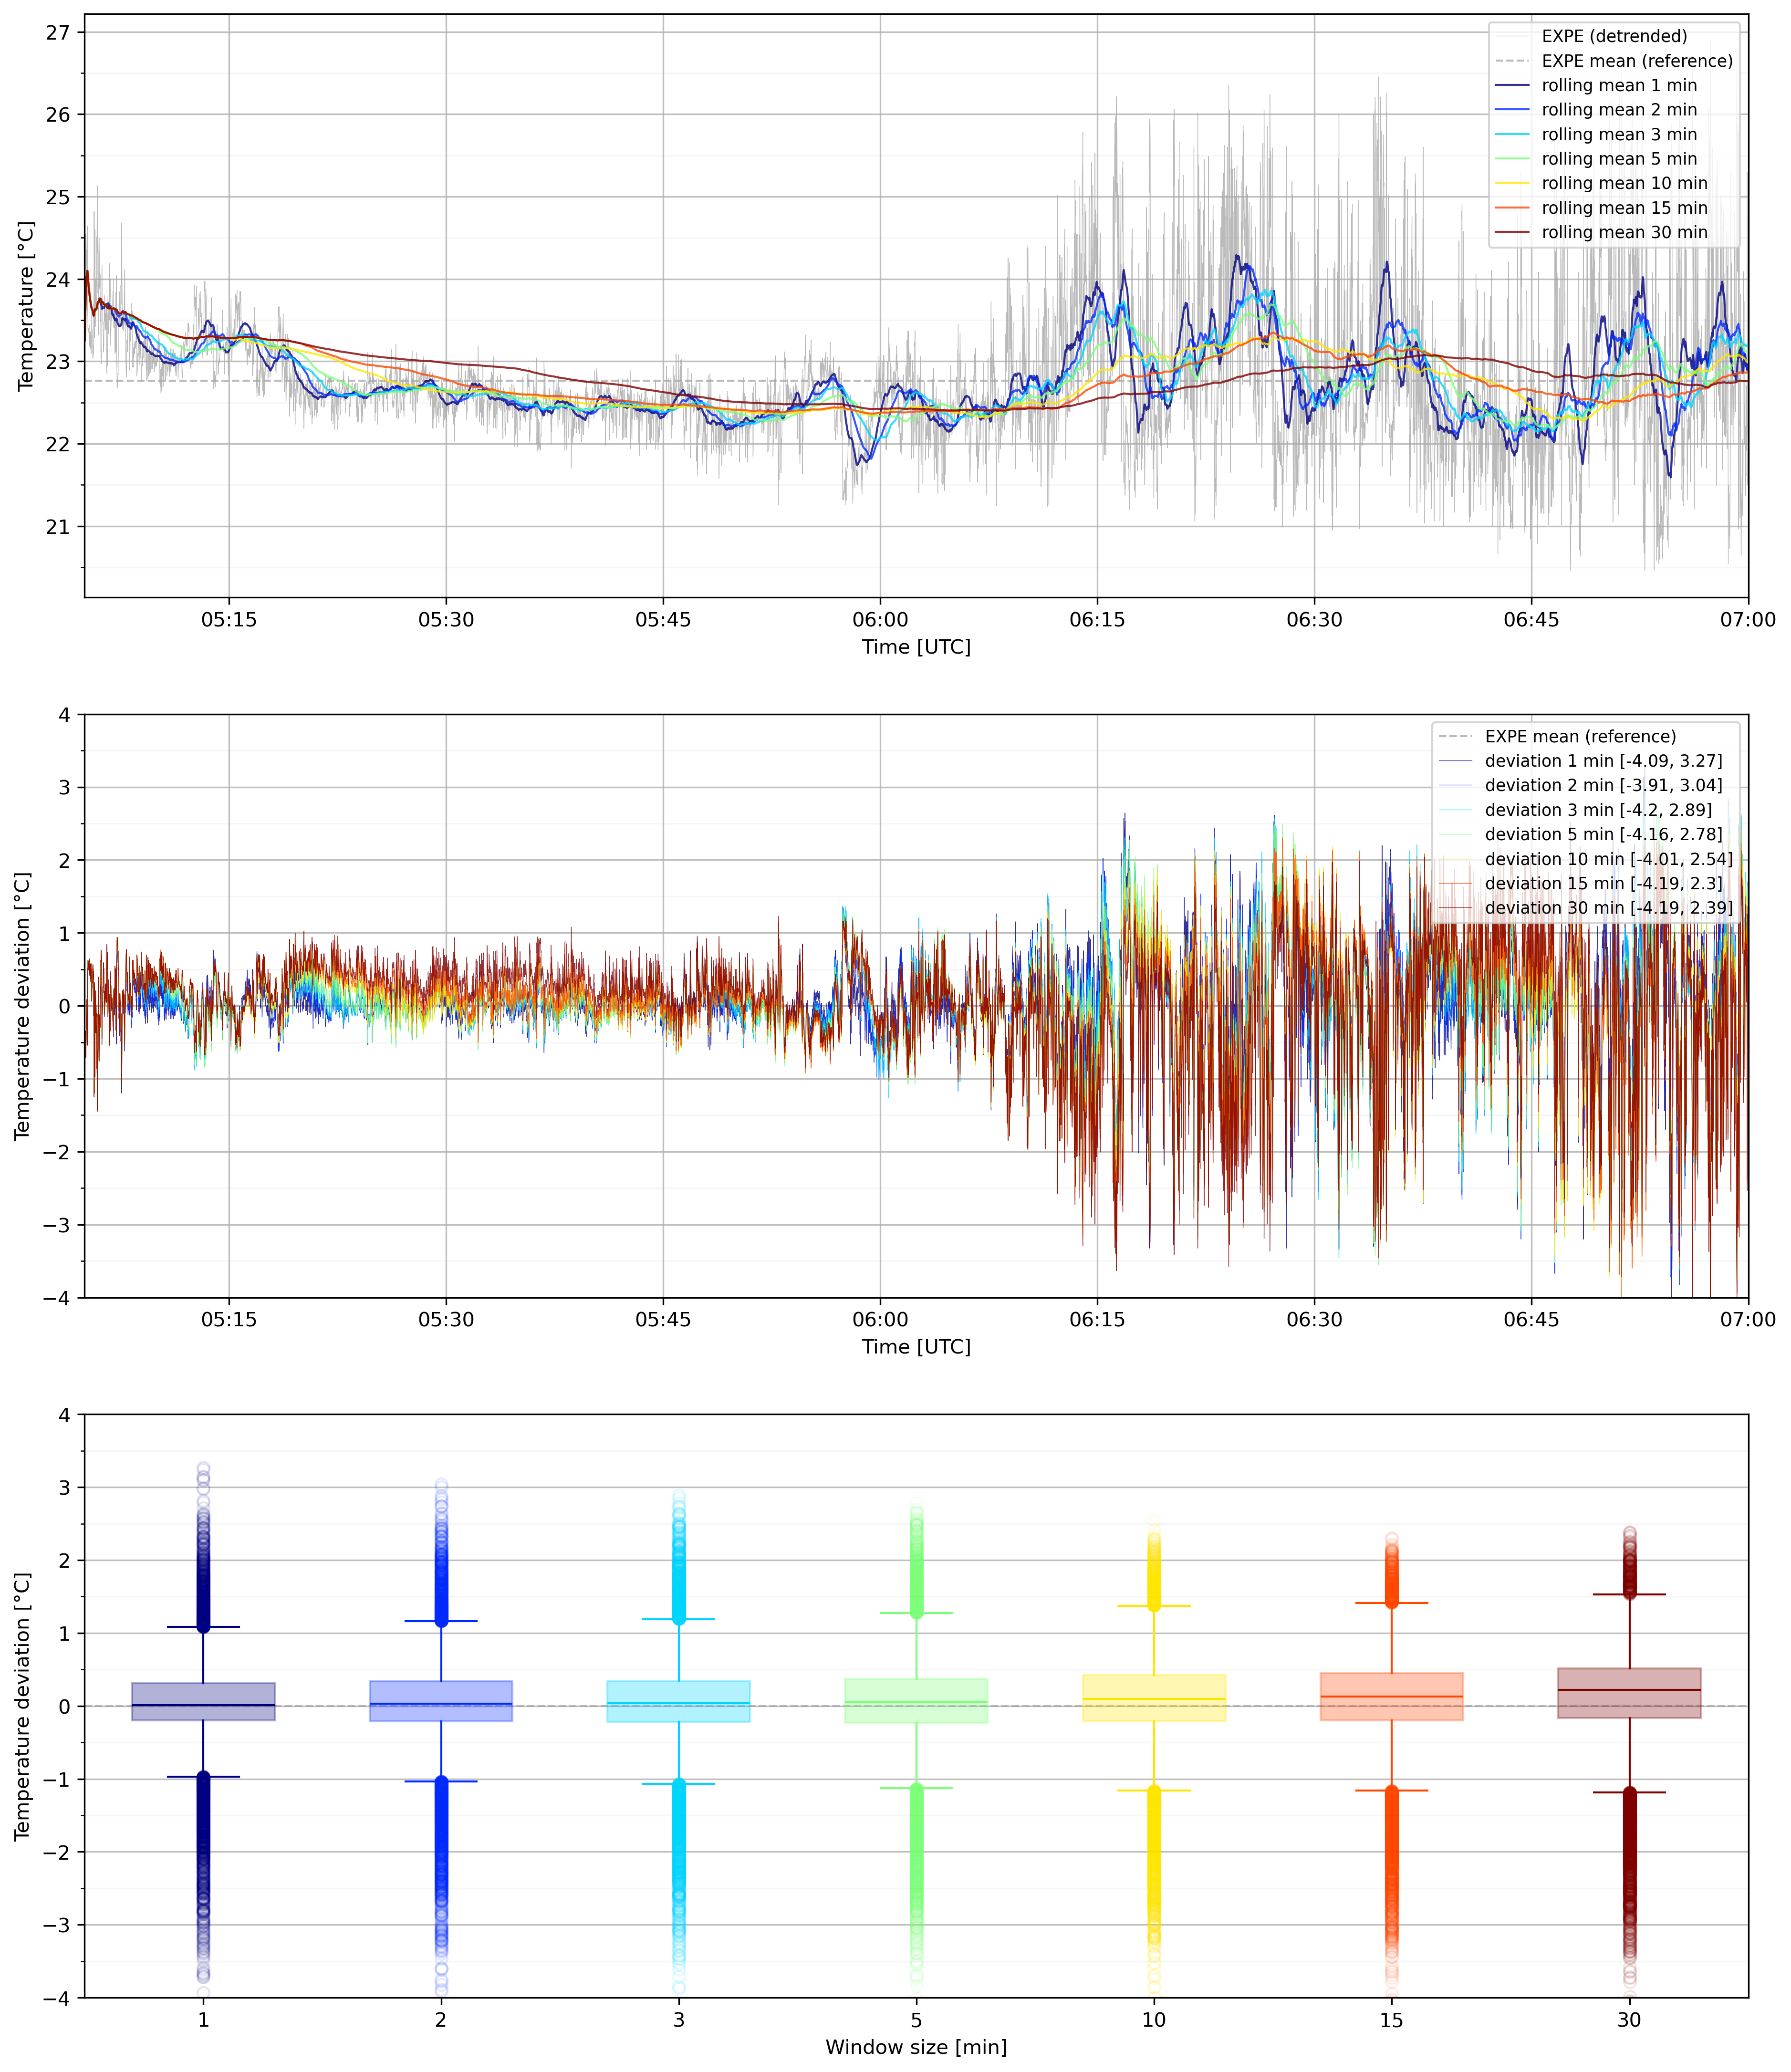 27
26
25
24
23
22
21
Temperature [°C]
EXPE (detrended)
EXPE mean (reference)
rolling mean 1 min
rolling mean 2 min
rolling mean 3 min
rolling mean 5 min
rolling mean 10 min
rolling mean 15 min
rolling mean 30 min
05:15 05:30 05:45 06:00 06:15 06:30 06:45 07:00
Time [UTC]
4
3
2
1
0
−1
−2
−3
−4
Temperature deviation [°C]
EXPE mean (reference)
deviation 1 min [-4.09, 3.27]
deviation 2 min [-3.91, 3.04]
deviation 3 min [-4.2, 2.89]
deviation 5 min [-4.16, 2.78]
deviation 10 min [-4.01, 2.54]
deviation 15 min [-4.19, 2.3]
deviation 30 min [-4.19, 2.39]
05:15 05:30 05:45 06:00 06:15 06:30 06:45 07:00
Time [UTC]
4
3
2
1
0
−1
−2
−3
−4
Temperature deviation [°C]
1 2 3 5 10 15 30
Window size [min]